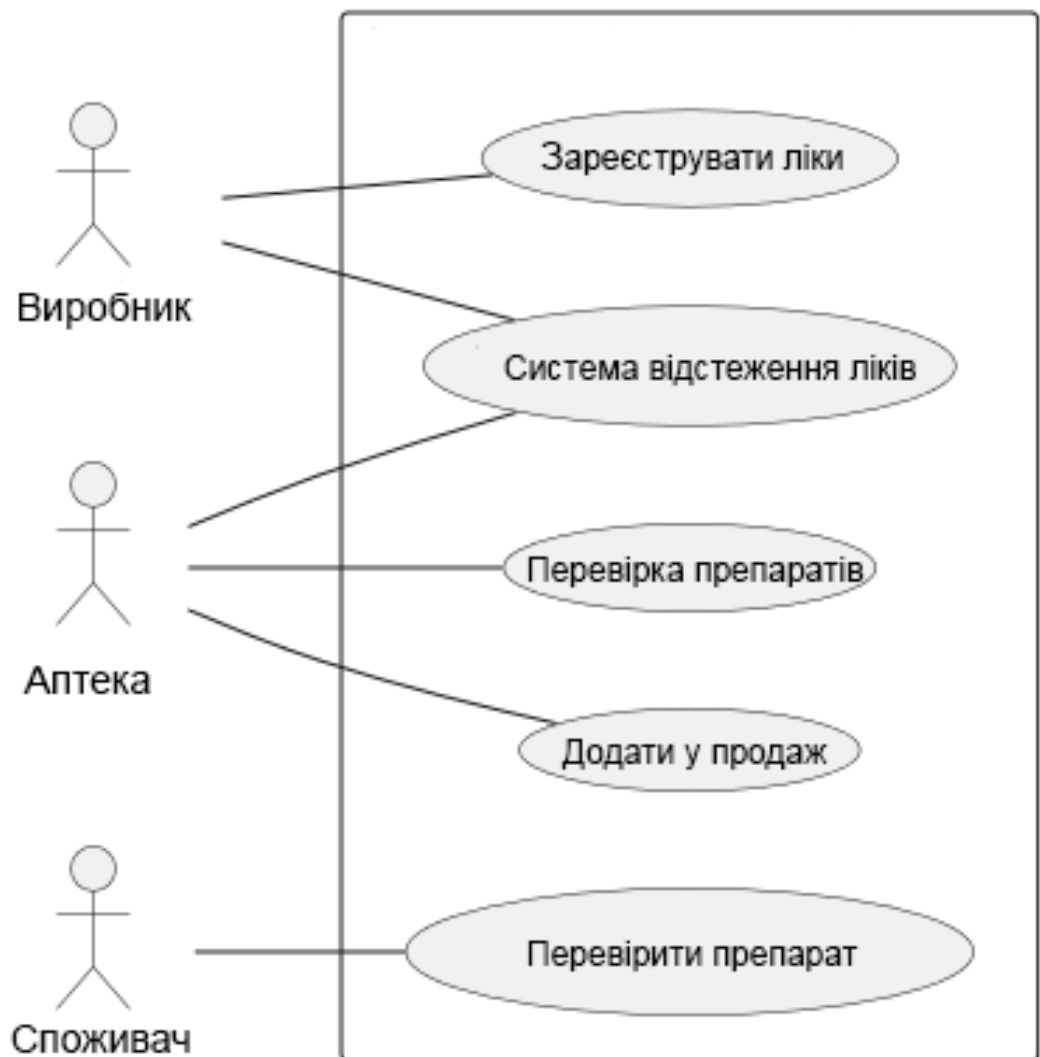 Зареєструвати ліки
Виробник
Система відстеження ліків
Перевірка препаратів
Аптека
Додати у продаж
Перевірити препарат
Споживач